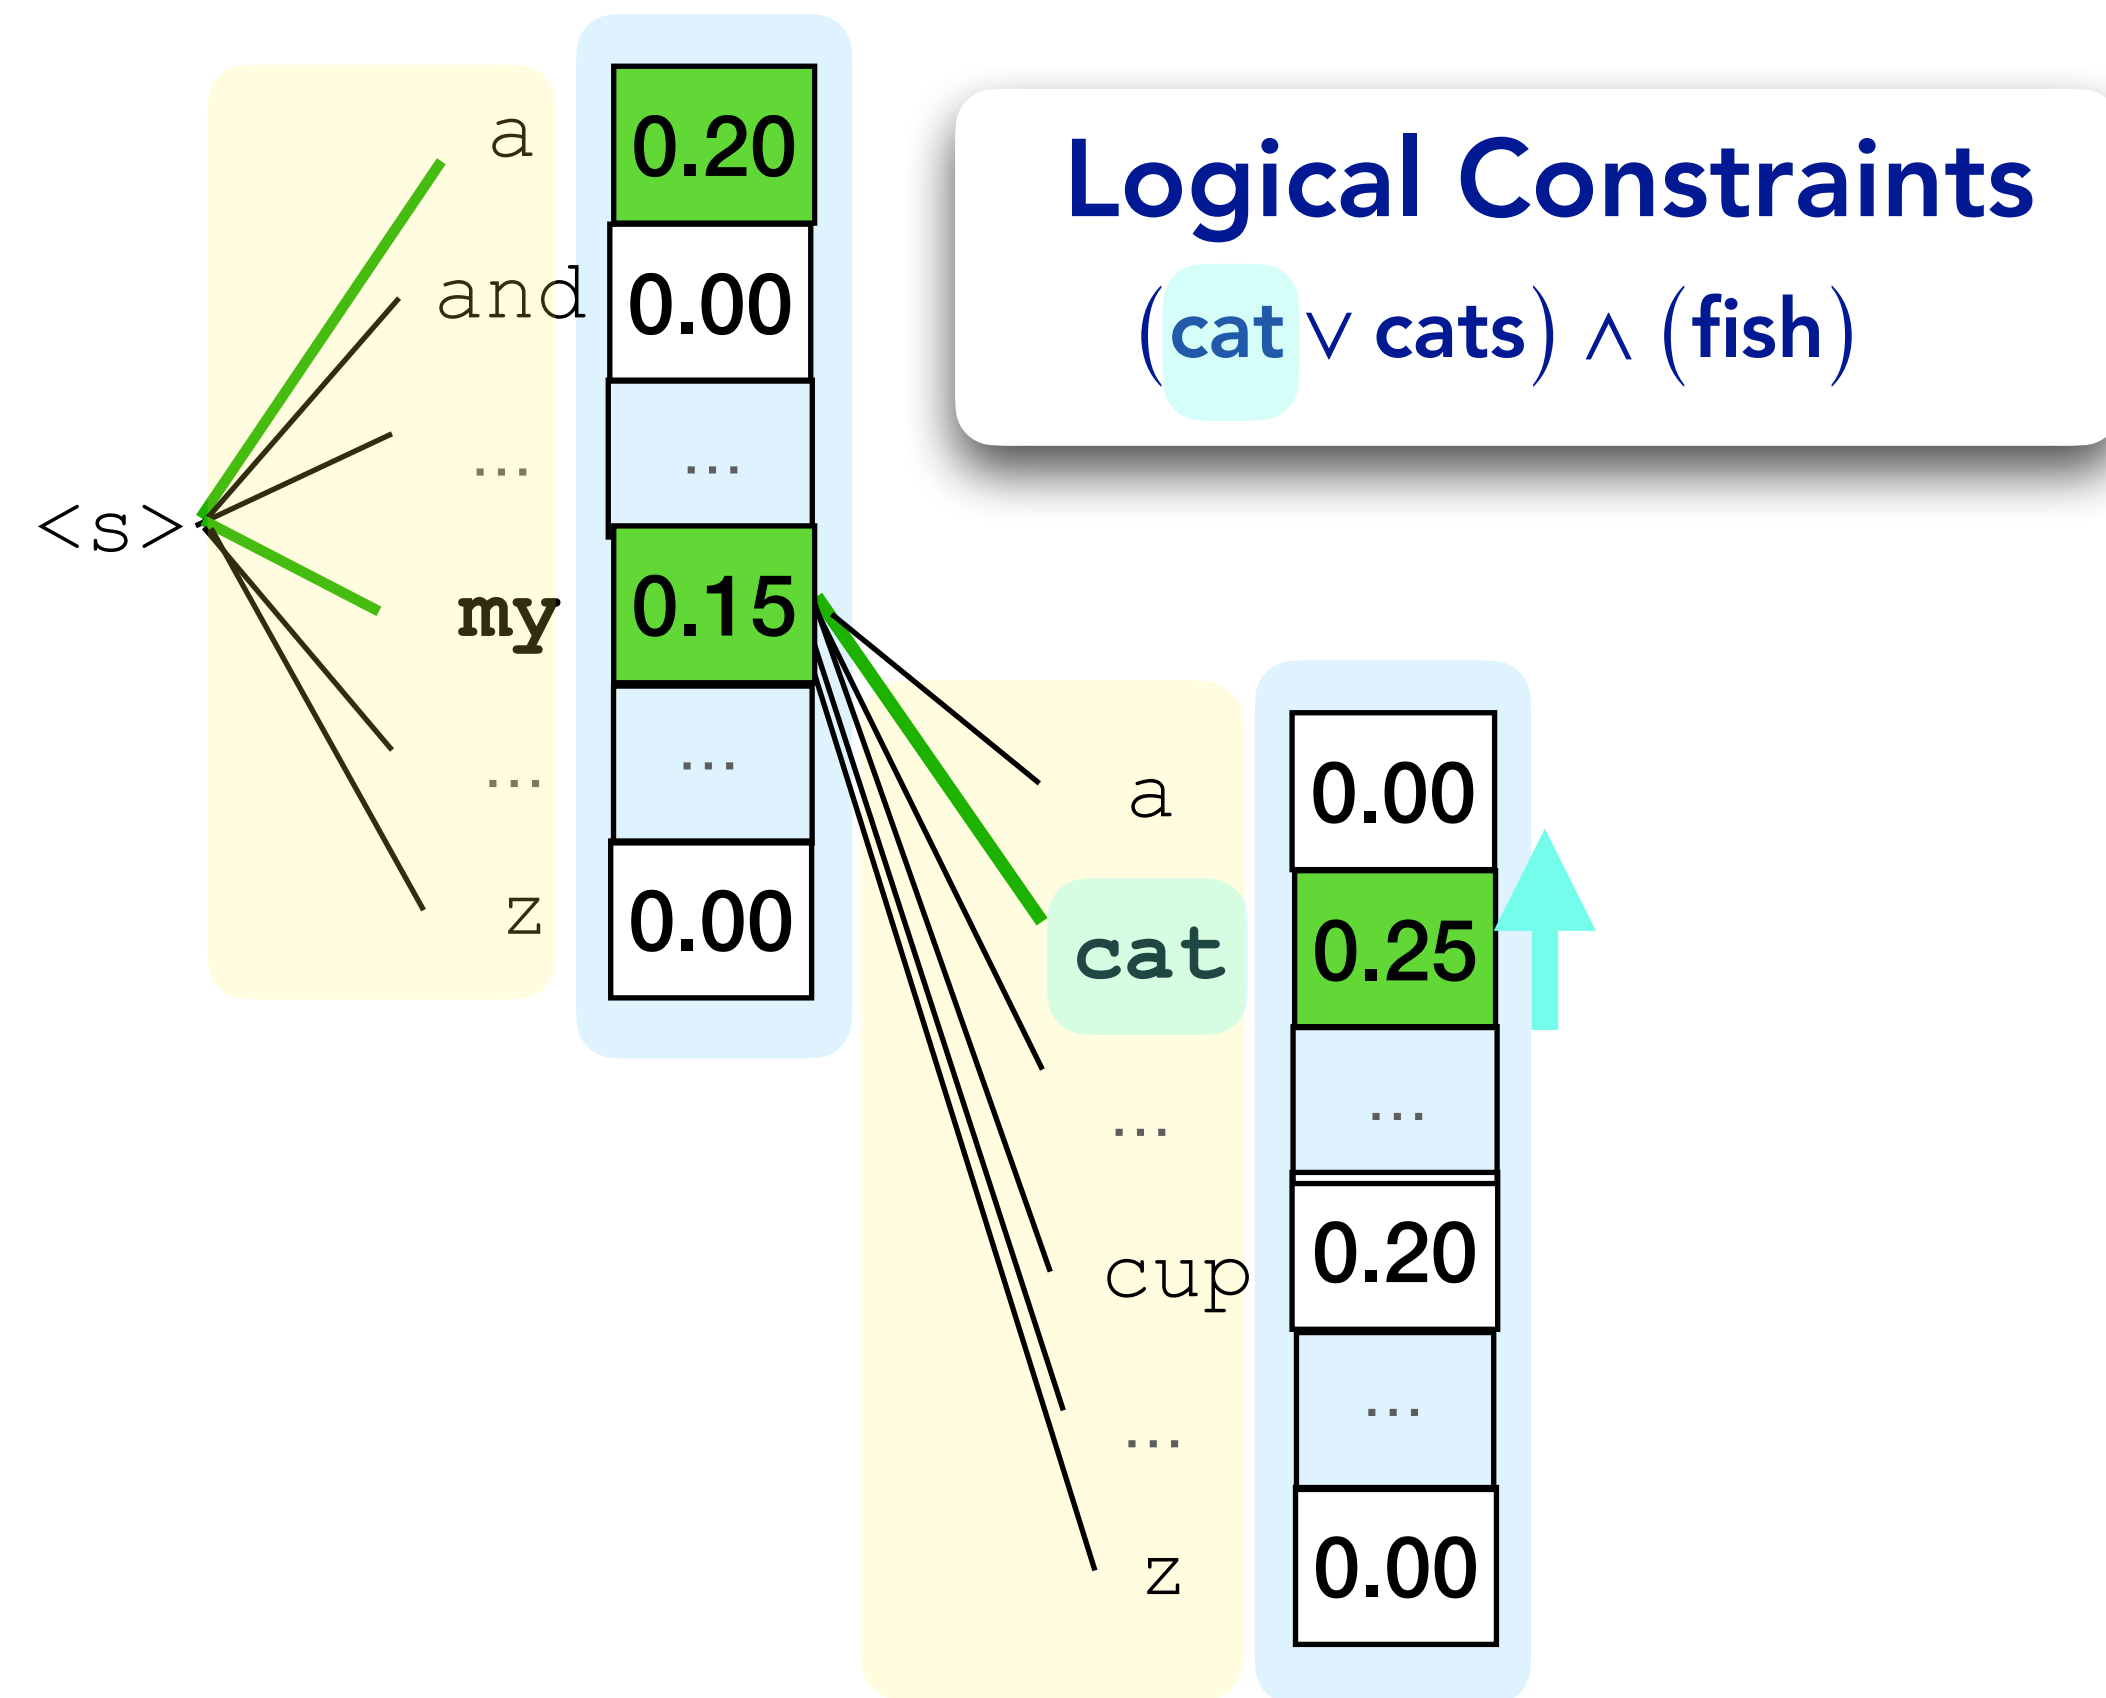 Logical Constraints
(cat ∨ cats) ∧ (fish)
<s>
a 0.20
and 0.00
... ...
my 0.15
... ...
z 0.00
a 0.00
cat 0.25
... ...
cup 0.20
... ...
z 0.00